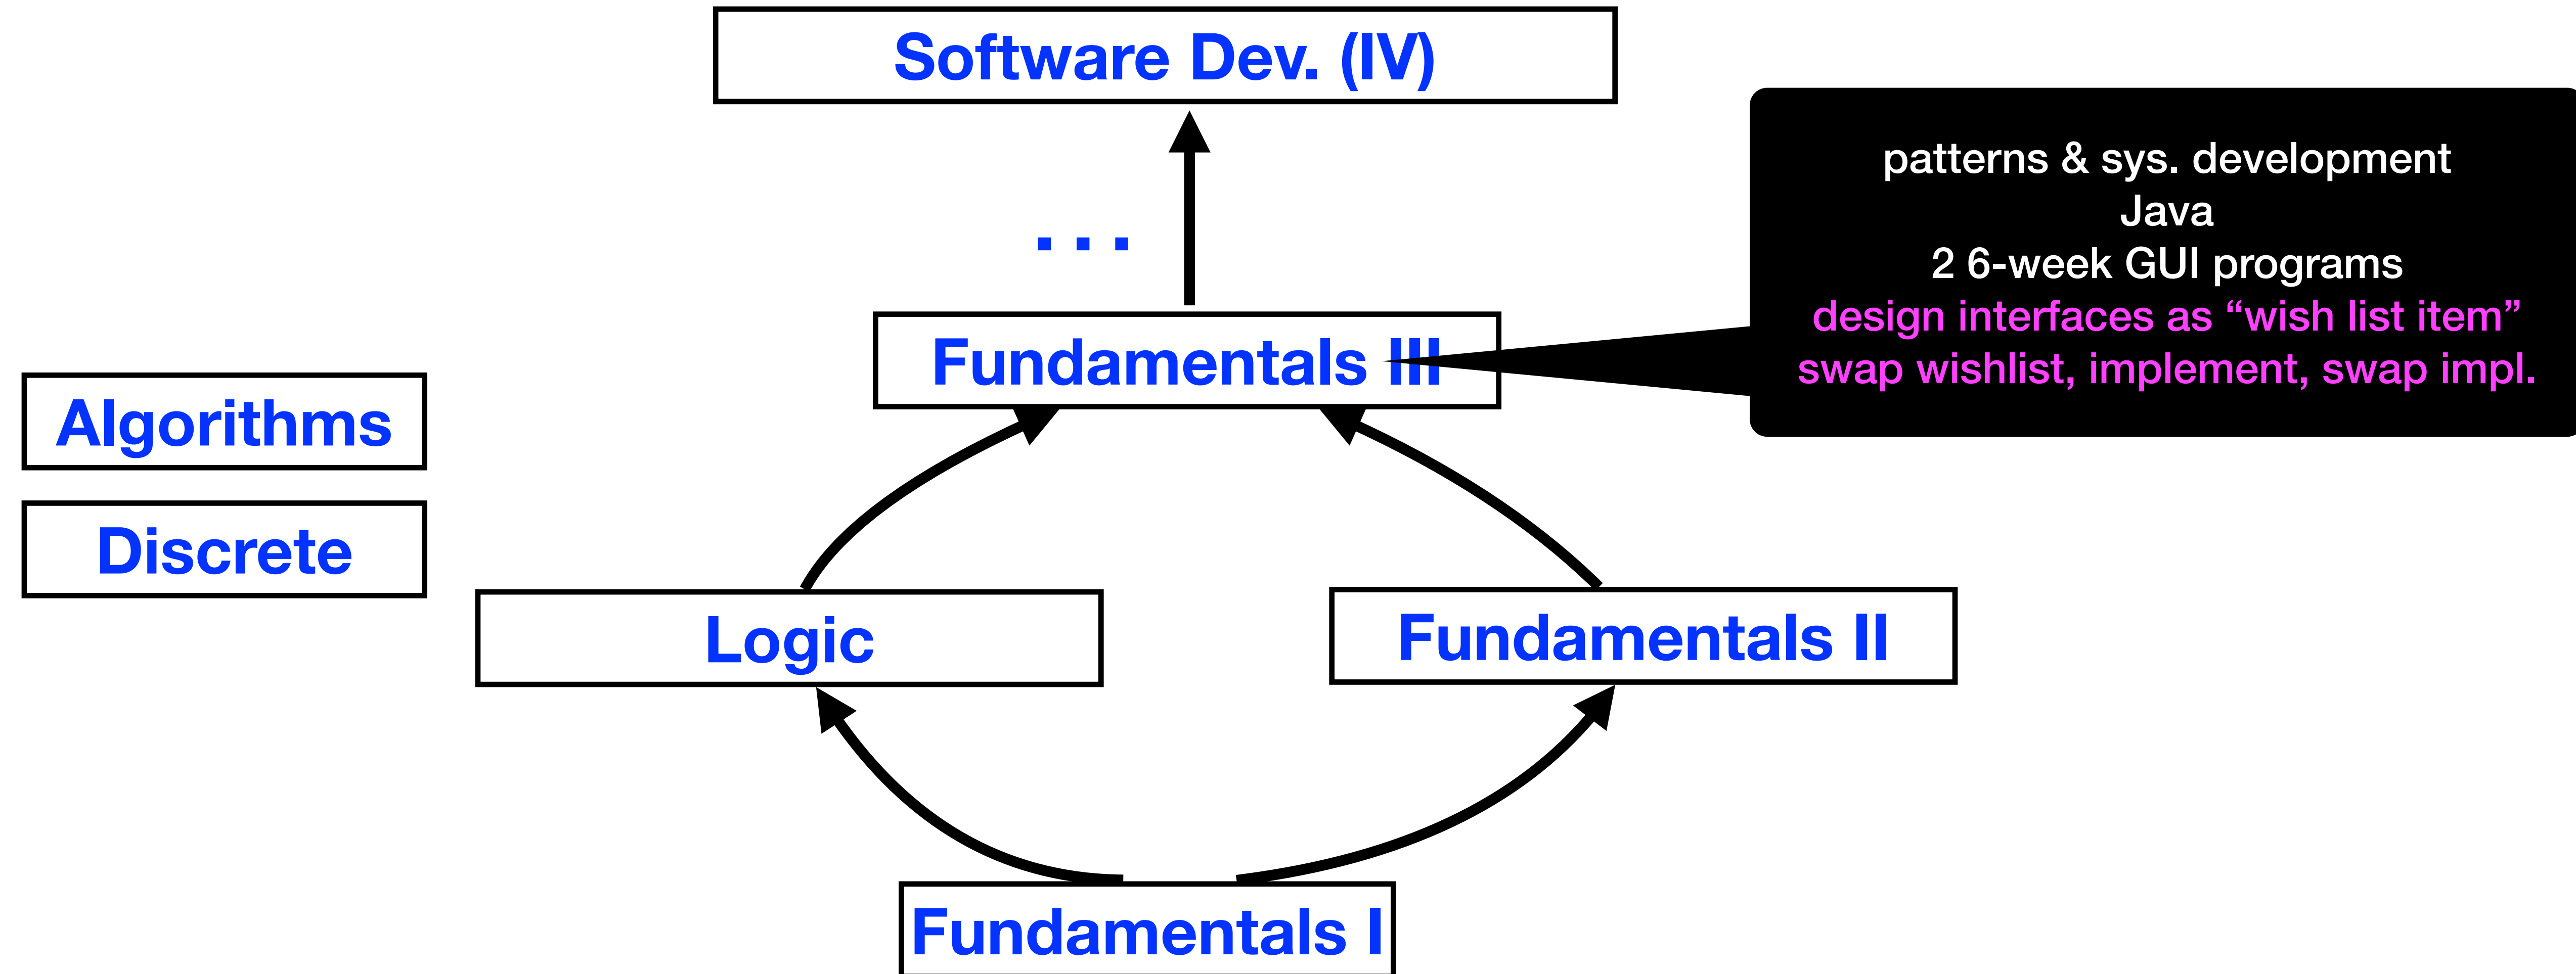 Software Dev. (IV)
. . .
patterns & sys. development
Java
2 6-week GUI programs
design interfaces as “wish list item”
swap wishlist, implement, swap impl.
Fundamentals III
Algorithms
Discrete
Logic
Fundamentals II
Fundamentals I